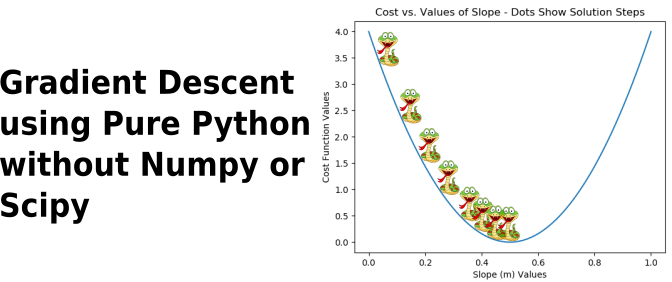 Gradient Descent
using Pure Python
without Numpy or
Scipy
Cost vs. Values of Slope - Dots Show Solution Steps
Cost Function Values
4.0
3.5
3.0
2.5
2.0
1.5
1.0
0.5
0.0
0.0 0.2 0.4 0.6 0.8 1.0
Slope (m) Values